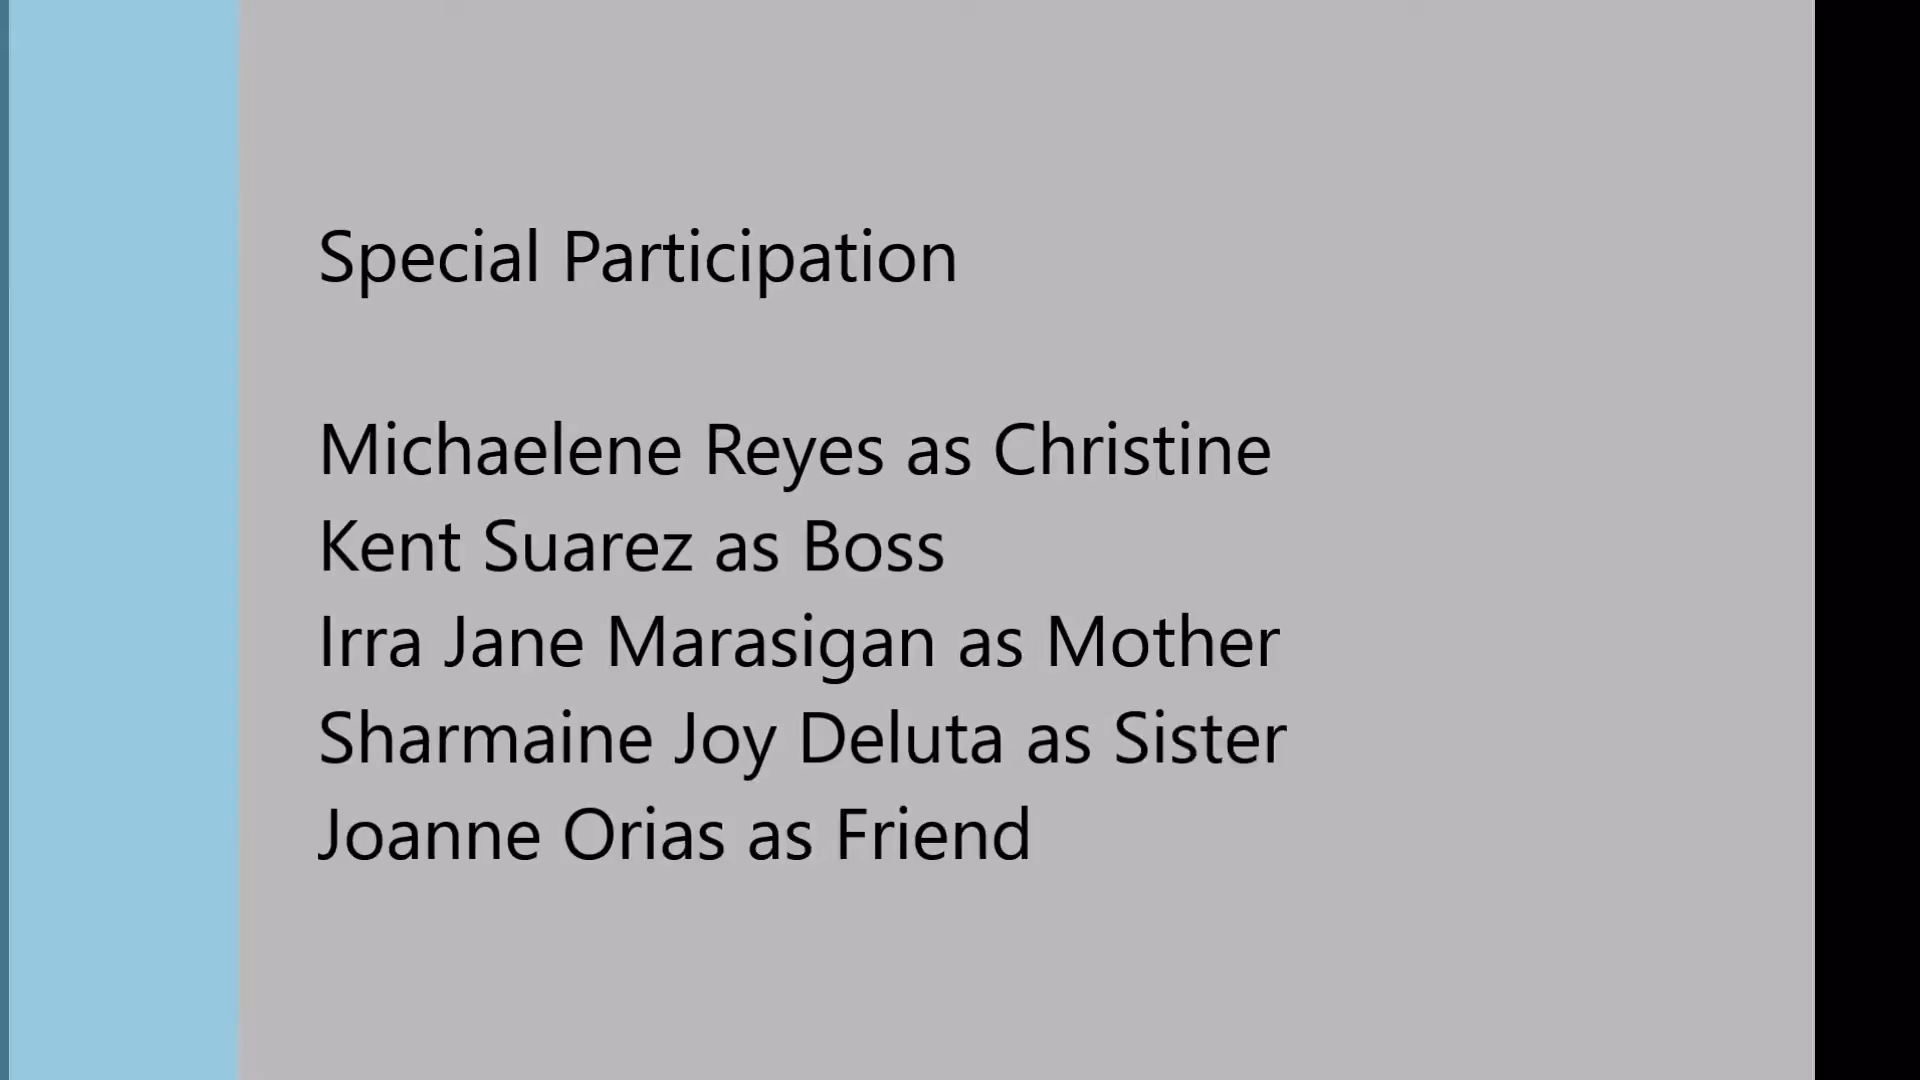 Special Participation
Michaelene Reyes as Christine
Kent Suarez as Boss
Irra Jane Marasigan as Mother
Sharmaine Joy Deluta as Sister
Joanne Orias as Friend